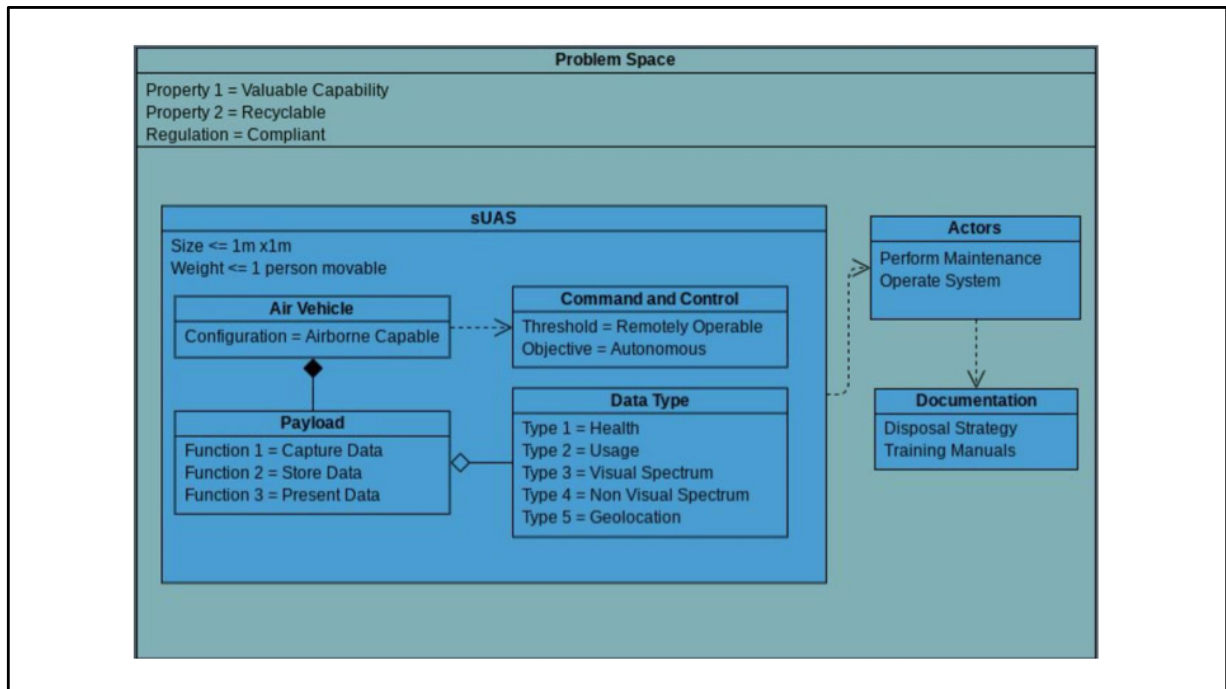 Problem Space
Property 1 = Valuable Capability
Property 2 = Recyclable
Regulation = Compliant
sUAS
Size <= 1m x1m
Weight <= 1 person movable
Air Vehicle
Configuration = Airborne Capable
Command and Control
Threshold = Remotely Operable
Objective = Autonomous
Payload
Function 1 = Capture Data
Function 2 = Store Data
Function 3 = Present Data
Data Type
Type 1 = Health
Type 2 = Usage
Type 3 = Visual Spectrum
Type 4 = Non Visual Spectrum
Type 5 = Geolocation
Actors
Perform Maintenance
Operate System
Documentation
Disposal Strategy
Training Manuals